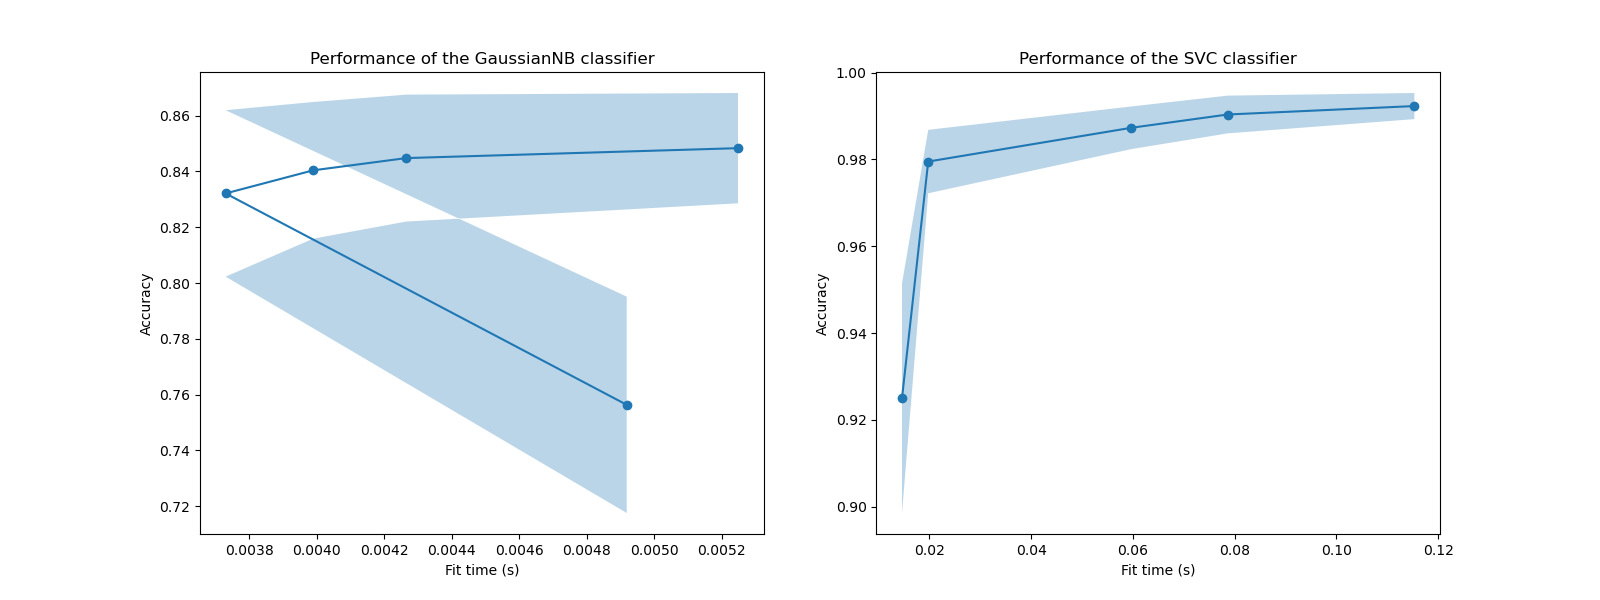 Performance of the GaussianNB classifier
Accuracy
0.86
0.84
0.82
0.80
0.78
0.76
0.74
0.72
0.0038 0.0040 0.0042 0.0044 0.0046 0.0048 0.0050 0.0052
Fit time (s)
Performance of the SVC classifier
Accuracy
1.00
0.98
0.96
0.94
0.92
0.90
0.02 0.04 0.06 0.08 0.10 0.12
Fit time (s)